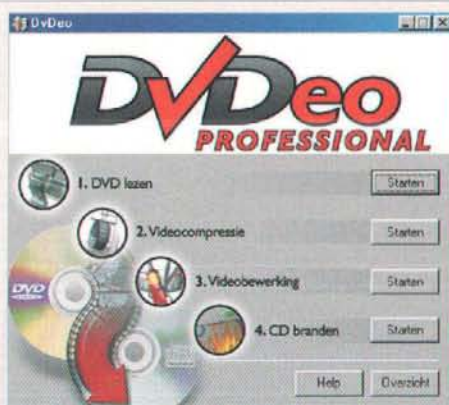 DvDeo
DVDeo
PROFESSIONAL
1. DVD lezen
Starten
2. Videocompressie
Starten
3. Videobewerking
Starten
DVD
4. CD branden
Starten
Help
Overzicht